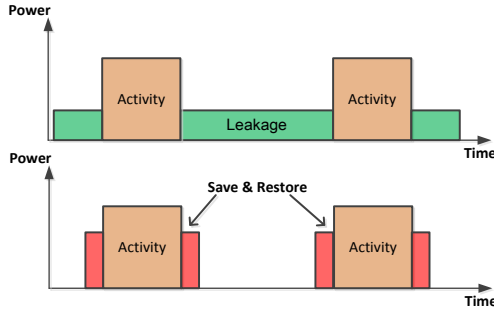 Power
Activity
Activity
Leakage
Time
Power
Save & Restore
Activity
Activity
Time